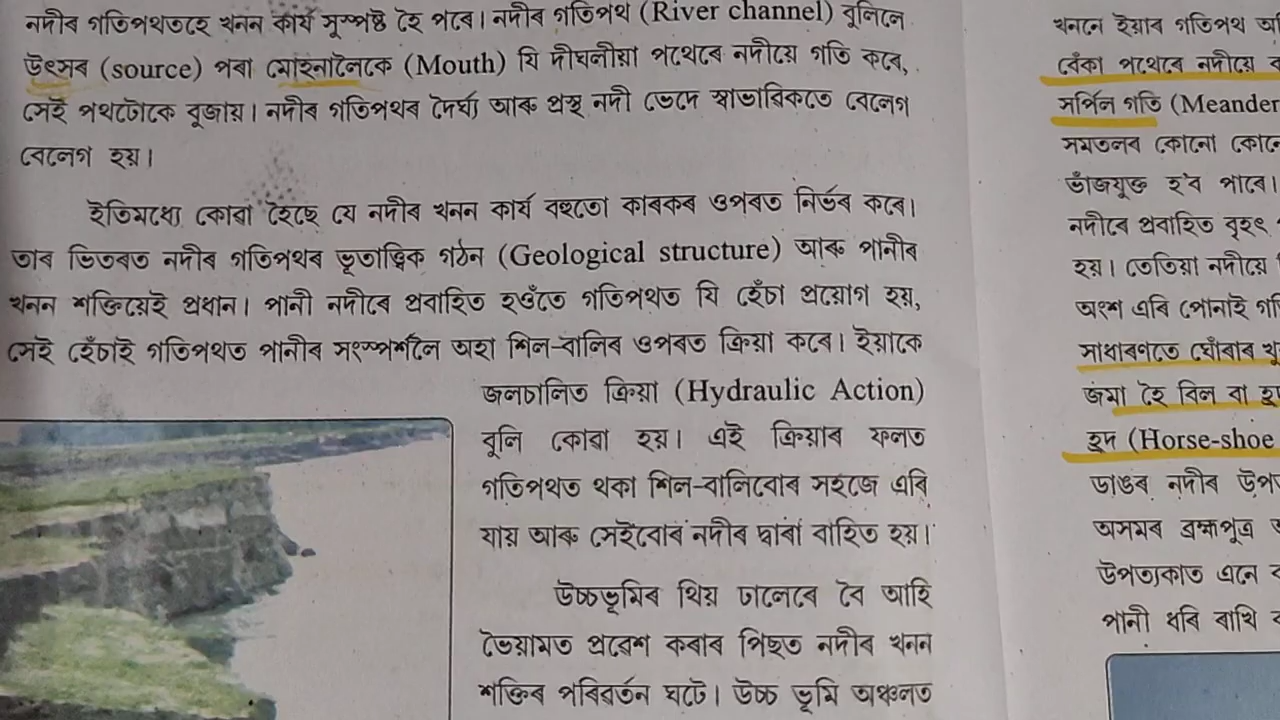 নদীৰ গতিপথতহে খনন কাৰ্য সুস্পষ্ট হৈ পৰে। নদীৰ গতিপথ (River channel) বুলিলে
উৎসৰ (source) পৰা মোহনালৈকে (Mouth) যি দীঘলীয়া পথেৰে নদীয়ে গতি কৰে,
সেই পথটোকে বুজায়। নদীৰ গতিপথৰ দৈৰ্ঘ্য আৰু প্ৰস্থ নদী ভেদে স্বাভাৱিকতে বেলেগ
বেলেগ হয়।
ইতিমধ্যে কোৱা হৈছে যে নদীৰ খনন কাৰ্য বহুতো কাৰকৰ ওপৰত নিৰ্ভৰ কৰে।
তাৰ ভিতৰত নদীৰ গতিপথৰ ভূতাত্ত্বিক গঠন (Geological structure) আৰু পানীৰ
খনন শক্তিয়েই প্ৰধান। পানী নদীৰে প্ৰবাহিত হওঁতে গতিপথত যি হেঁচা প্ৰয়োগ হয়,
সেই হেঁচাই গতিপথত পানীৰ সংস্পৰ্শলৈ অহা শিল-বালিৰ ওপৰত ক্ৰিয়া কৰে। ইয়াকে
জলচালিত ক্ৰিয়া (Hydraulic Action)
বুলি কোৱা হয়। এই ক্ৰিয়াৰ ফলত
গতিপথত থকা শিল-বালিবোৰ সহজে এৰি
যায় আৰু সেইবোৰ নদীৰ দ্বাৰা বাহিত হয়।
উচ্চভূমিৰ থিয় ঢালেৰে বৈ আহি
ভৈয়ামত প্ৰৱেশ কৰাৰ পিছত নদীৰ খনন
শক্তিৰ পৰিৱৰ্তন ঘটে। উচ্চ ভূমি অঞ্চলত
খননে ইয়াৰ গতিপথ
বেঁকা পথেৰে নদীয়ে
সৰ্পিল গতি (Meander
সমতলৰ কোনো
ভাঁজযুক্ত হ'ব পাৰে।
নদীৰে প্ৰবাহিত বৃহৎ
হয়। তেতিয়া নদীয়ে
অংশ এৰি পোনাই
সাধাৰণতে ঘোঁৰাৰ
জমা হৈ বিল বা
হ্ৰদ (Horse-shoe
ডাঙৰ নদীৰ
অসমৰ ব্ৰহ্মপুত্ৰ
উপত্যকাত এনে
পানী ধৰি ৰাখি